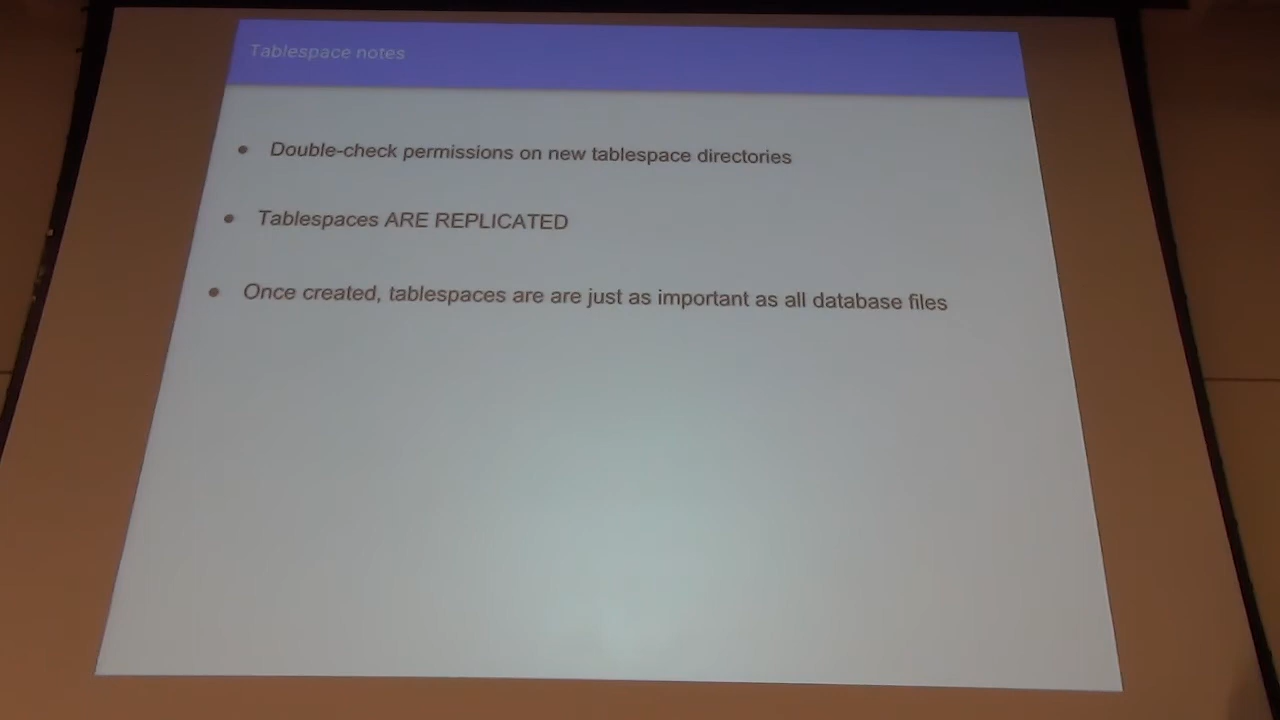 Tablespace notes
● Double-check permissions on new tablespace directories
● Tablespaces ARE REPLICATED
● Once created, tablespaces are are just as important as all database files